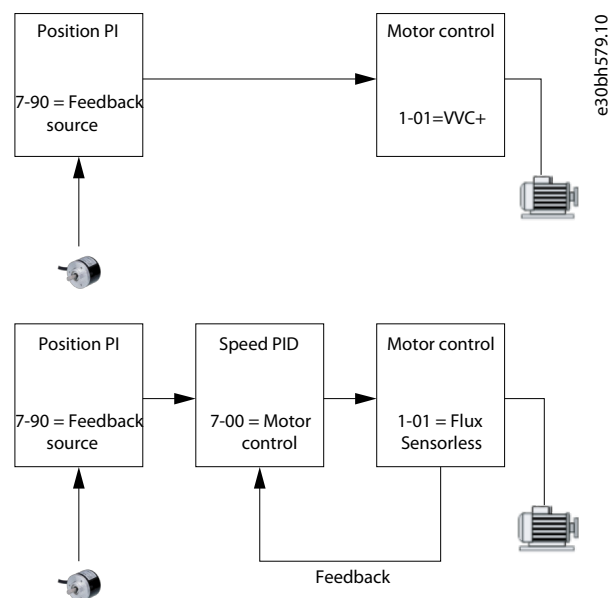 Position PI
7-90 = Feedback
source
Motor control
1-01=VVC+
e30bh579.10
Position PI
7-90 = Feedback
source
Speed PID
7-00 = Motor
control
Motor control
1-01 = Flux
Sensorless
Feedback